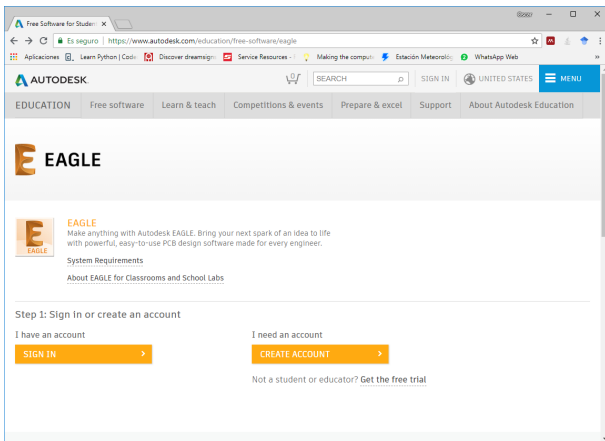 Free Software for Student
Es seguro | https://www.autodesk.com/education/free-software/eagle
Aplicaciones Learn Python | Code Discover dreamsign Service Resources - Making the compute Estación Meteorológ WhatsApp Web »
AUTODESK. SEARCH SIGN IN UNITED STATES MENU
EDUCATION Free software Learn & teach Competitions & events Prepare & excel Support About Autodesk Education
EAGLE
EAGLE
Make anything with Autodesk EAGLE. Bring your next spark of an idea to life
with powerful, easy-to-use PCB design software made for every engineer.
EAGLE
System Requirements
About EAGLE for Classrooms and School Labs
Step 1: Sign in or create an account
I have an account I need an account
SIGN IN > CREATE ACCOUNT >
Not a student or educator? Get the free trial